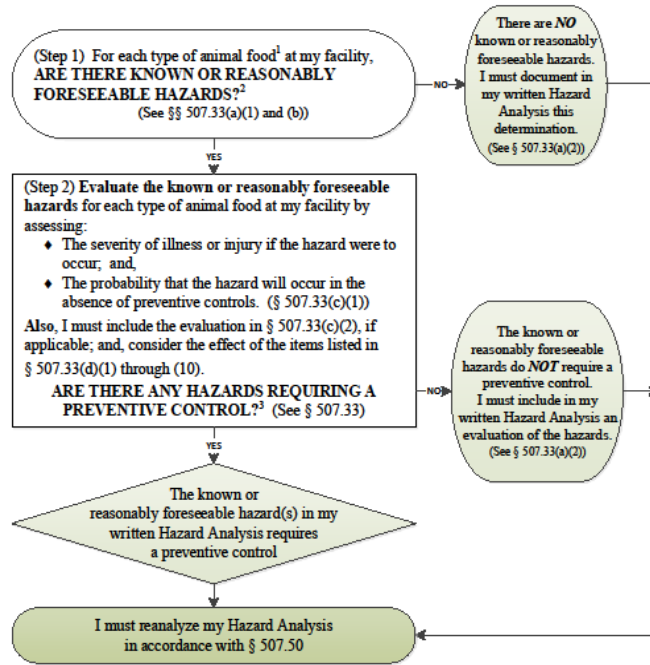 (Step 1) For each type of animal food1 at my facility,
ARE THERE KNOWN OR REASONABLY
FORESEEABLE HAZARDS?2
(See §§ 507.33(a)(1) and (b))
NO
There are NO
known or reasonably
foreseeable hazards.
I must document in
my written Hazard
Analysis this
determination.
(See § 507.33(a)(2))
YES
(Step 2) Evaluate the known or reasonably foreseeable
hazards for each type of animal food at my facility by
assessing:
♦ The severity of illness or injury if the hazard were to
occur; and,
♦ The probability that the hazard will occur in the
absence of preventive controls. (§ 507.33(c)(1))
Also, I must include the evaluation in § 507.33(c)(2), if
applicable; and, consider the effect of the items listed in
§ 507.33(d)(1) through (10).
ARE THERE ANY HAZARDS REQUIRING A
PREVENTIVE CONTROL?3 (See § 507.33)
NO
The known or
reasonably foreseeable
hazards do NOT require a
preventive control.
I must include in my
written Hazard Analysis an
evaluation of the hazards.
(See § 507.33(a)(2))
YES
The known or
reasonably foreseeable hazard(s) in my
written Hazard Analysis requires
a preventive control
I must reanalyze my Hazard Analysis
in accordance with § 507.50